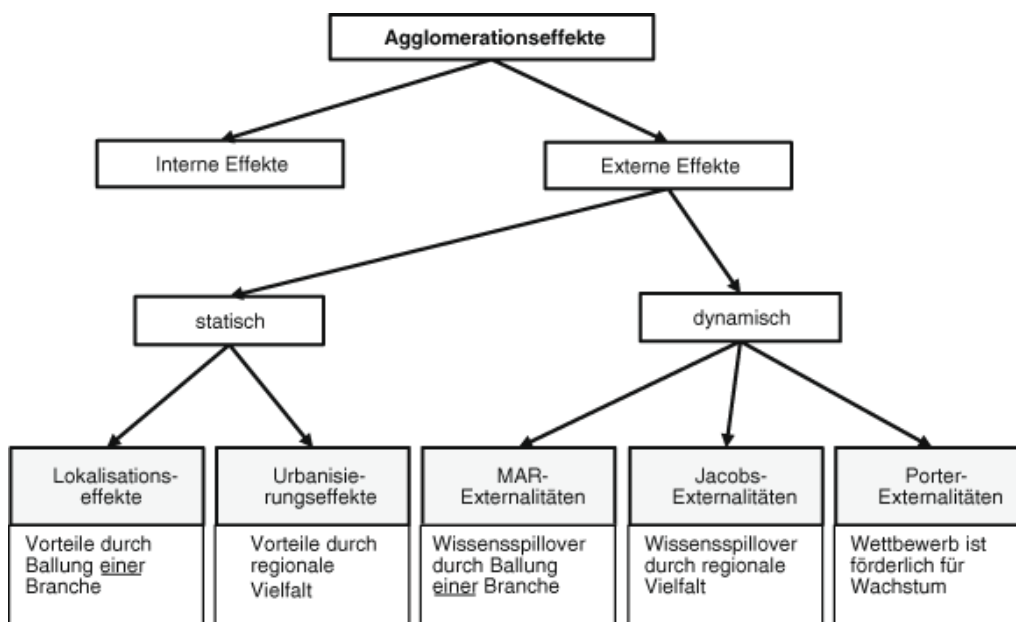 Agglomerationseffekte
Interne Effekte
Externe Effekte
statisch
dynamisch
Lokalisations-
effekte
Urbanisie-
rungseffekte
MAR-
Externalitäten
Jacobs-
Externalitäten
Porter-
Externalitäten
Vorteile durch
Ballung einer
Branche
Vorteile durch
regionale
Vielfalt
Wissensspillover
durch Ballung
einer Branche
Wissensspillover
durch regionale
Vielfalt
Wettbewerb ist
förderlich für
Wachstum